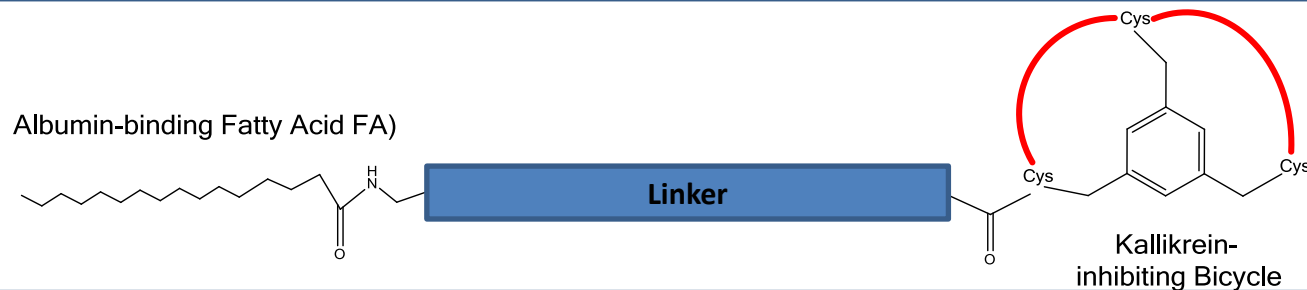 Cys
Albumin-binding Fatty Acid FA)
H
N
Linker
Cys
Cys
O
O
Kallikrein-
inhibiting Bicycle